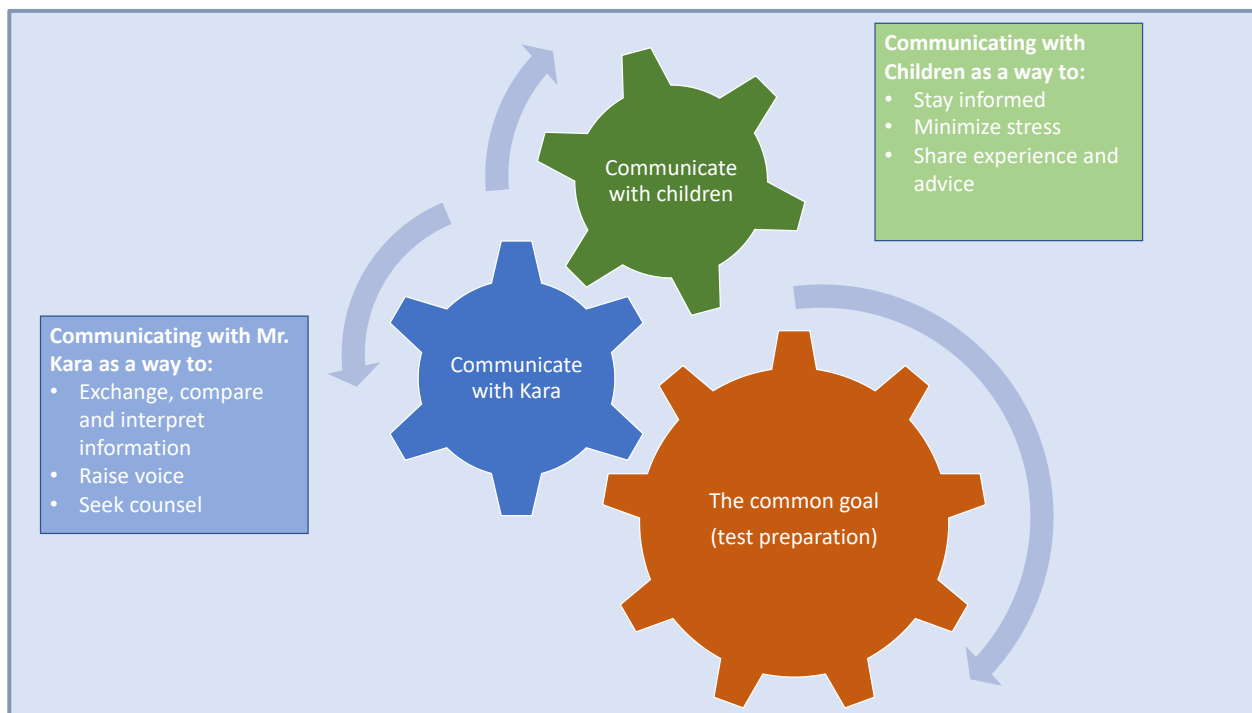 Communicating with
Children as a way to:
• Stay informed
• Minimize stress
• Share experience and
advice
Communicate
with children
Communicating with Mr.
Kara as a way to:
• Exchange, compare
and interpret
information
• Raise voice
• Seek counsel
Communicate
with Kara
The common goal
(test preparation)